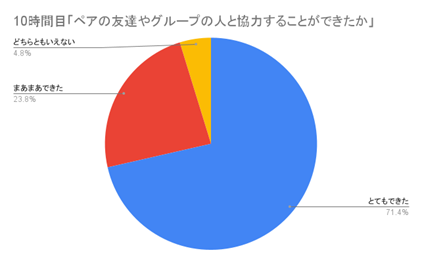 10時間目「ペアの友達やグループの人と協力することができたか」
どちらともいえない
4.8%
まあまあできた
23.8%
とてもできた
71.4%